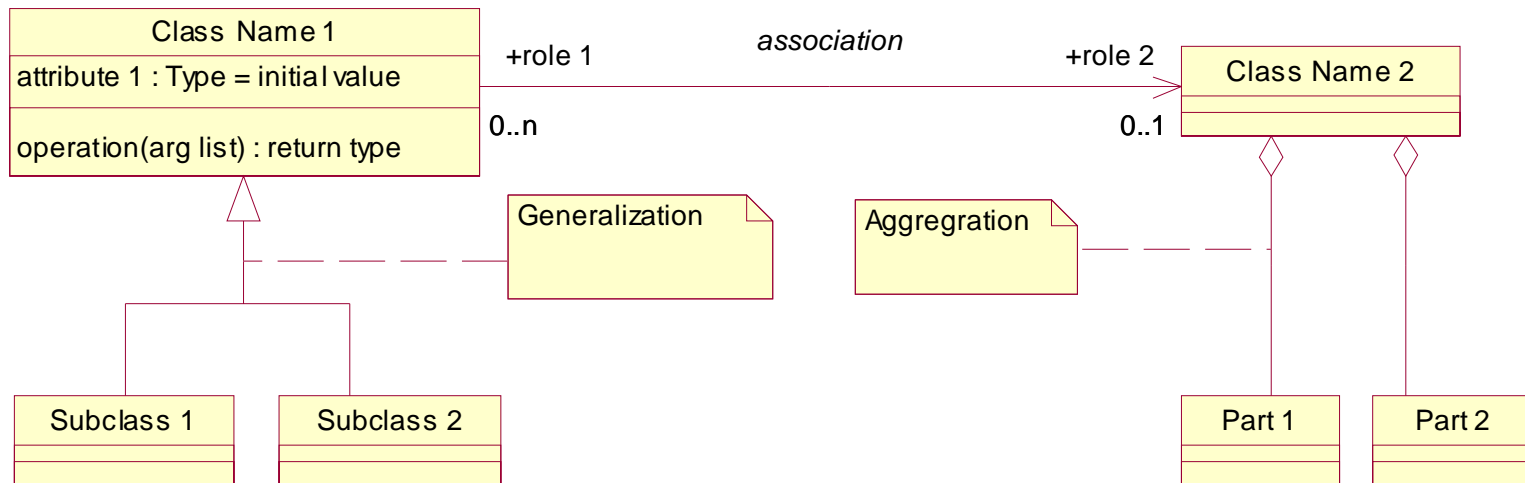 Class Name 1
attribute 1 : Type = initial value
operation(arg list) : return type
+role 1
association
+role 2
0..n
0..1
Class Name 2
Generalization
Aggregration
Subclass 1
Subclass 2
Part 1
Part 2